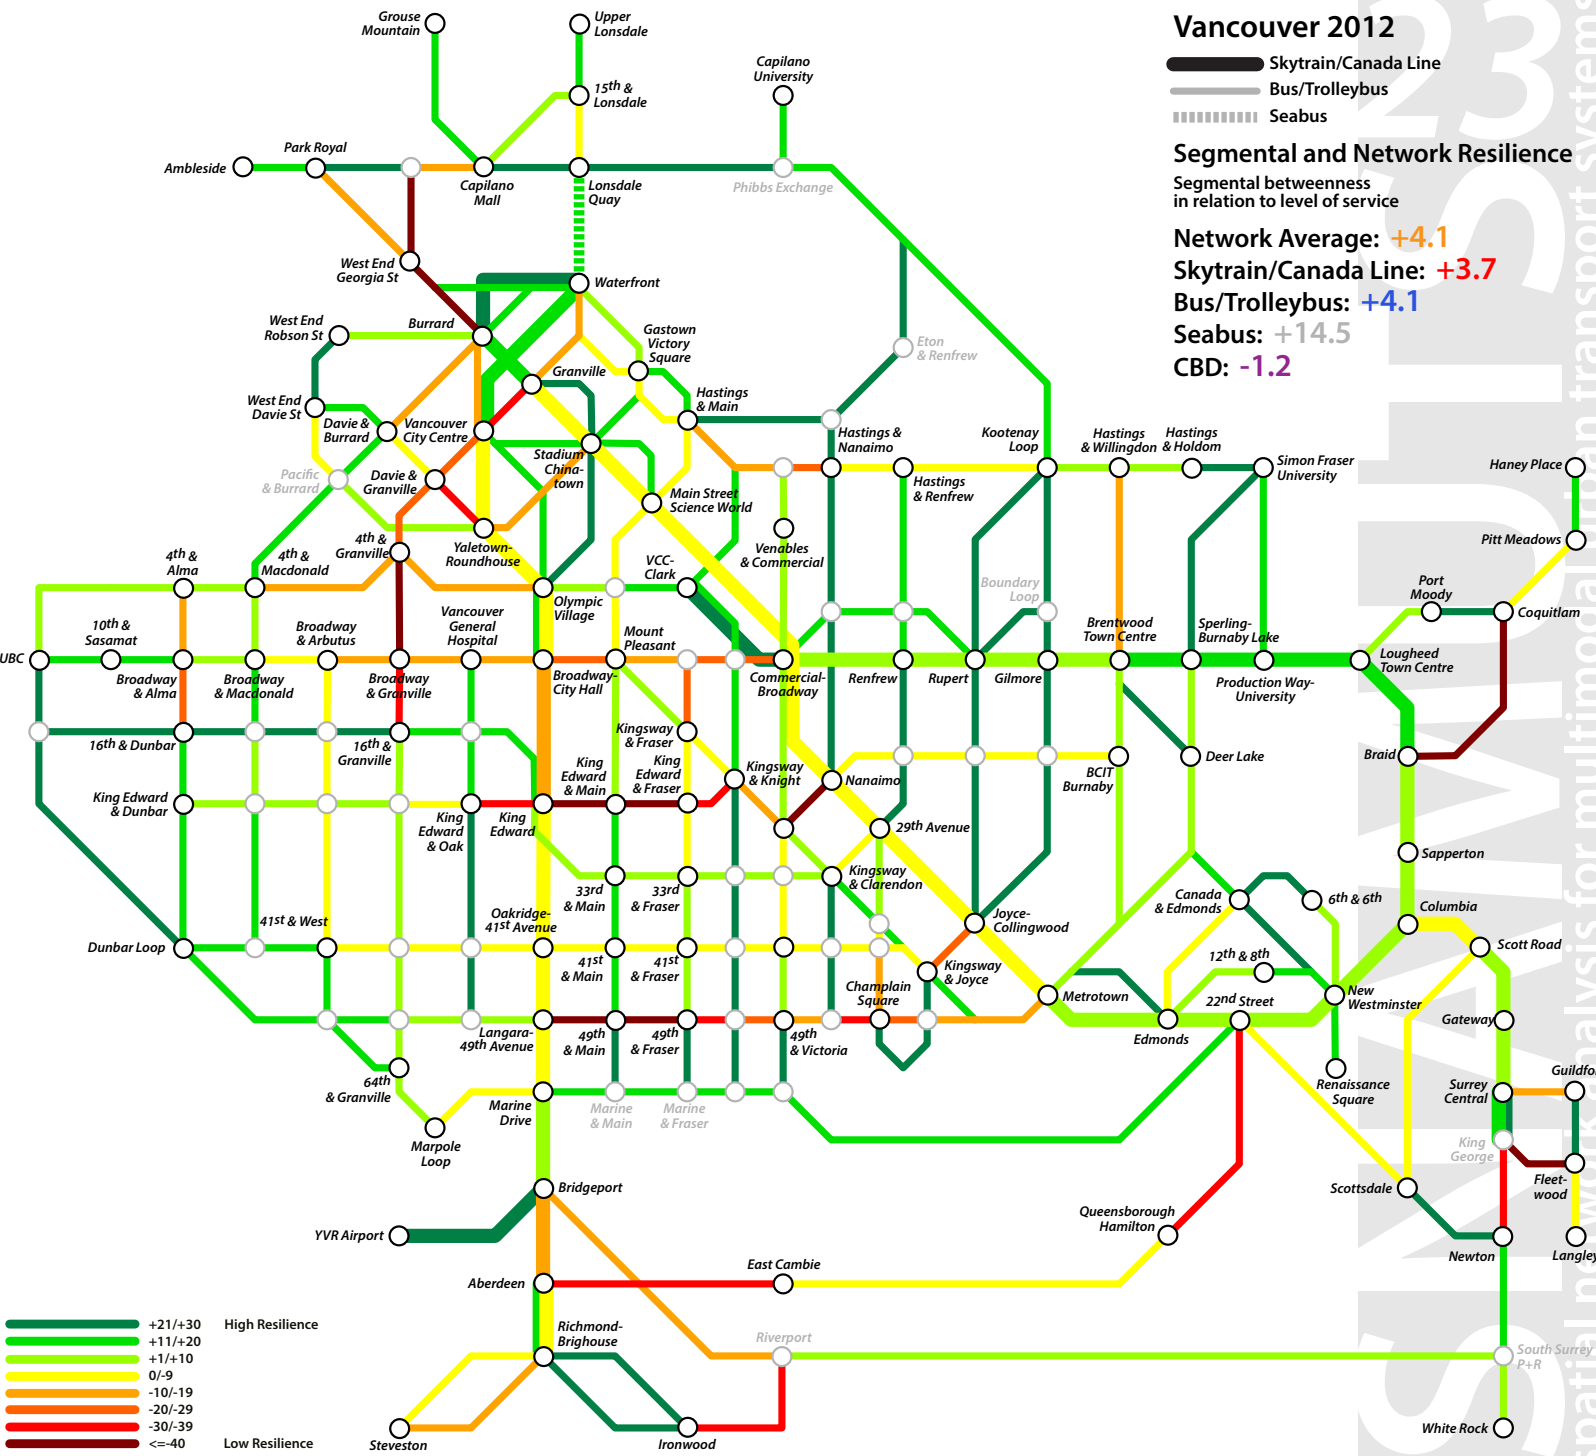 Vancouver 2012
Skytrain/Canada Line
Bus/Trolleybus
Seabus
Segmental and Network Resilience
Segmental betweenness
in relation to level of service
Network Average: +4.1
Skytrain/Canada Line: +3.7
Bus/Trolleybus: +4.1
Seabus: +14.5
CBD: -1.2
23
Grouse
Mountain
Upper
Lonsdale
Capilano
University
15th &
Lonsdale
Ambleside
Park Royal
Capilano
Mall
Lonsdale
Quay
Phibbs Exchange
West End
Georgia St
Waterfront
West End
Robson St
Burrard
Gastown
Victory
Square
Eton
& Renfrew
Granville
West End
Davie St
Davie &
Burrard
Vancouver
City Centre
Hastings
& Main
Stadium
China-
town
Hastings &
Nanaimo
Kootenay
Loop
Hastings
& Willingdon
Hastings
& Holdom
Simon Fraser
University
Haney Place
Pacific
& Burrard
Davie &
Granville
Main Street
Science World
Hastings
& Renfrew
Yaletown-
Roundhouse
Venables
& Commercial
Pitt Meadows
4th &
Alma
4th &
Macdonald
4th &
Granville
VCC-
Clark
Boundary
Loop
Port
Moody
Coquitlam
Olympic
Village
10th &
Sasamat
Broadway
& Arbutus
Vancouver
General
Hospital
Mount
Pleasant
Brentwood
Town Centre
Sperling-
Burnaby Lake
UBC
Broadway
& Alma
Broadway
& Macdonald
Broadway
& Granville
Broadway-
City Hall
Commercial-
Broadway
Renfrew
Rupert
Gilmore
Production Way-
University
Lougheed
Town Centre
16th & Dunbar
16th &
Granville
Kingsway
& Fraser
BCIT
Burnaby
Deer Lake
Braid
King Edward
& Dunbar
King
Edward
& Oak
King
Edward
King
Edward
& Main
King
Edward
& Fraser
Kingsway
& Knight
Nanaimo
29th Avenue
Sapperton
33rd
& Main
33rd
& Fraser
Kingsway
& Clarendon
Canada
& Edmonds
6th & 6th
Columbia
41st & West
Oakridge-
41st Avenue
Joyce-
Collingwood
Scott Road
Dunbar Loop
41st
& Main
41st
& Fraser
Kingsway
& Joyce
12th & 8th
Champlain
Square
Metrotown
22nd Street
New
Westminster
Langara-
49th Avenue
49th
& Main
49th
& Fraser
49th
& Victoria
Edmonds
Gateway
64th
& Granville
Renaissance
Square
Surrey
Central
Guildfo
Marine
Drive
Marine
& Main
Marine
& Fraser
Marpole
Loop
King
George
Fleet-
wood
Bridgeport
Scottsdale
YVR Airport
Queensborough
Hamilton
Newton
Langley
Aberdeen
East Cambie
Richmond-
Brighouse
Riverport
South Surrey
P+R
Steveston
Ironwood
White Rock
+21/+30 High Resilience
+11/+20
+1/+10
0/-9
-10/-19
-20/-29
-30/-39
<=-40 Low Resilience
SNAMUTS
spatial network analysis for multimodal urban transport systems